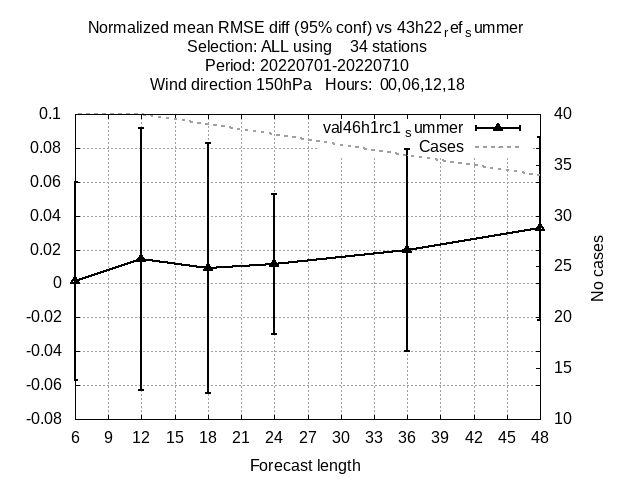 Normalized mean RMSE diff (95% conf) vs 43h22ref summer
Selection: ALL using 34 stations
Period: 20220701-20220710
Wind direction 150hPa Hours: 00,06,12,18
val46h1rc1summer
Cases
0.1
0.08
0.06
0.04
0.02
0
-0.02
-0.04
-0.06
-0.08
40
35
30
25
20
15
10
No cases
6 9 12 15 18 21 24 27 30 33 36 39 42 45 48
Forecast length